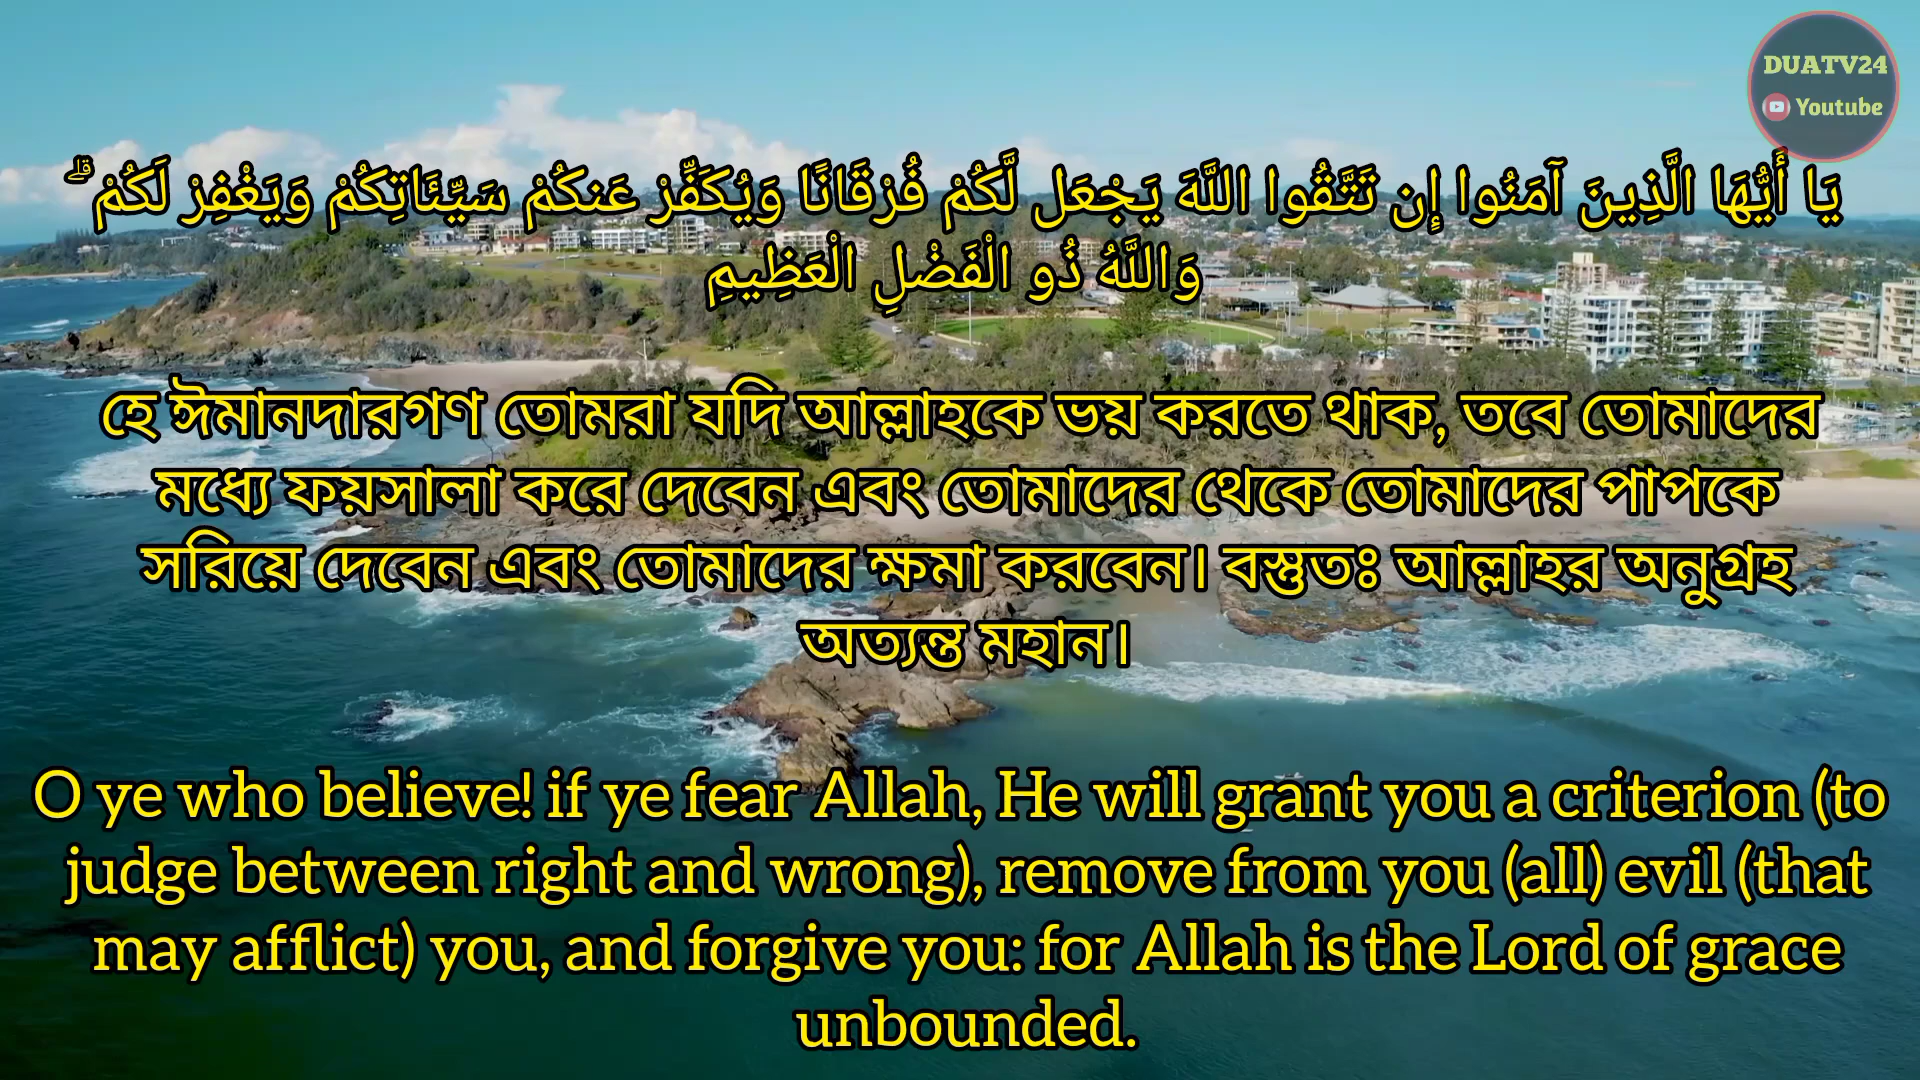 DUATV24
Youtube
يَا أَيُّهَا الَّذِينَ آمَنُوا إِن تَتَّقُوا اللَّهَ يَجْعَل لَّكُمْ فُرْقَانًا وَيُكَفِّرْ عَنكُمْ سَيِّئَاتِكُمْ وَيَغْفِرْ لَكُمْ ۗ
وَاللَّهُ ذُو الْفَضْلِ الْعَظِيمِ
হে ঈমানদারগণ তোমরা যদি আল্লাহকে ভয় করতে থাক, তবে তোমাদের
মধ্যে ফয়সালা করে দেবেন এবং তোমাদের থেকে তোমাদের পাপকে
সরিয়ে দেবেন এবং তোমাদের ক্ষমা করবেন। বস্তুতঃ আল্লাহর অনুগ্রহ
অত্যন্ত মহান।
O ye who believe! if ye fear Allah, He will grant you a criterion (to
judge between right and wrong), remove from you (all) evil (that
may afflict) you, and forgive you: for Allah is the Lord of grace
unbounded.